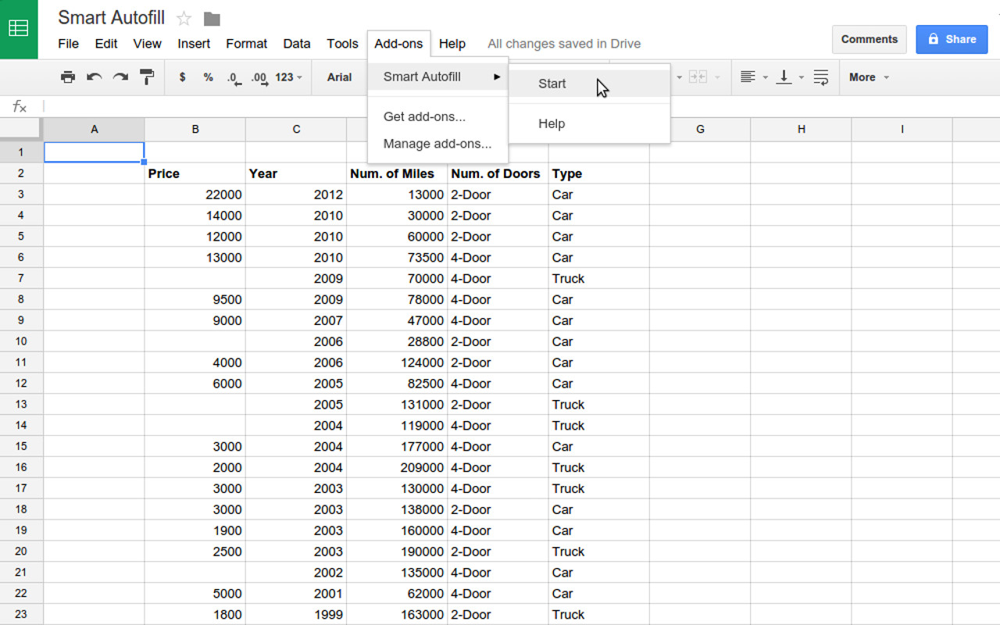 Smart Autofill
File Edit View Insert Format Data Tools Add-ons Help All changes saved in Drive
Comments Share
$ % .0 .00 123 Arial More
Smart Autofill
Start
Get add-ons...
Help
Manage add-ons...
fx
A B C G H I
1
2 Price Year Num. of Miles Num. of Doors Type
3 22000 2012 13000 2-Door Car
4 14000 2010 30000 2-Door Car
5 12000 2010 60000 2-Door Car
6 13000 2010 73500 4-Door Car
7 2009 70000 4-Door Truck
8 9500 2009 78000 4-Door Car
9 9000 2007 47000 4-Door Car
10 2006 28800 2-Door Car
11 4000 2006 124000 2-Door Car
12 6000 2005 82500 4-Door Car
13 2005 131000 2-Door Truck
14 2004 119000 4-Door Truck
15 3000 2004 177000 4-Door Car
16 2000 2004 209000 4-Door Truck
17 3000 2003 130000 4-Door Truck
18 3000 2003 138000 2-Door Car
19 1900 2003 160000 4-Door Car
20 2500 2003 190000 2-Door Truck
21 2002 135000 4-Door Car
22 5000 2001 62000 4-Door Car
23 1800 1999 163000 2-Door Truck